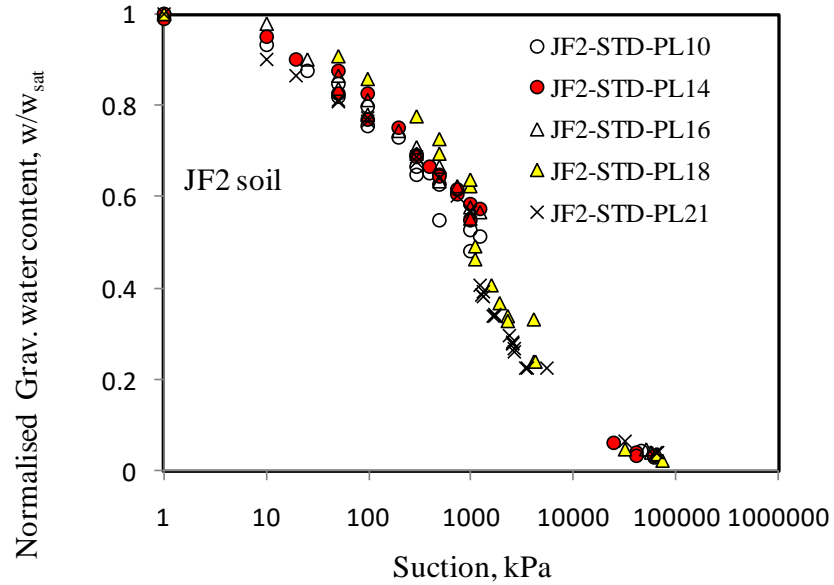 Normalised Grav. water content, w/wsat
1
0.8
0.6
0.4
0.2
0
JF2-STD-PL10
JF2-STD-PL14
JF2-STD-PL16
JF2-STD-PL18
JF2-STD-PL21
JF2 soil
1 10 100 1000 10000 100000 1000000
Suction, kPa